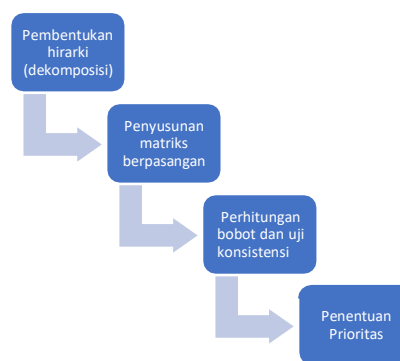 Pembentukan
hirarki
(dekomposisi)
Penyusunan
matriks
berpasangan
Perhitungan
bobot dan uji
konsistensi
Penentuan
Prioritas